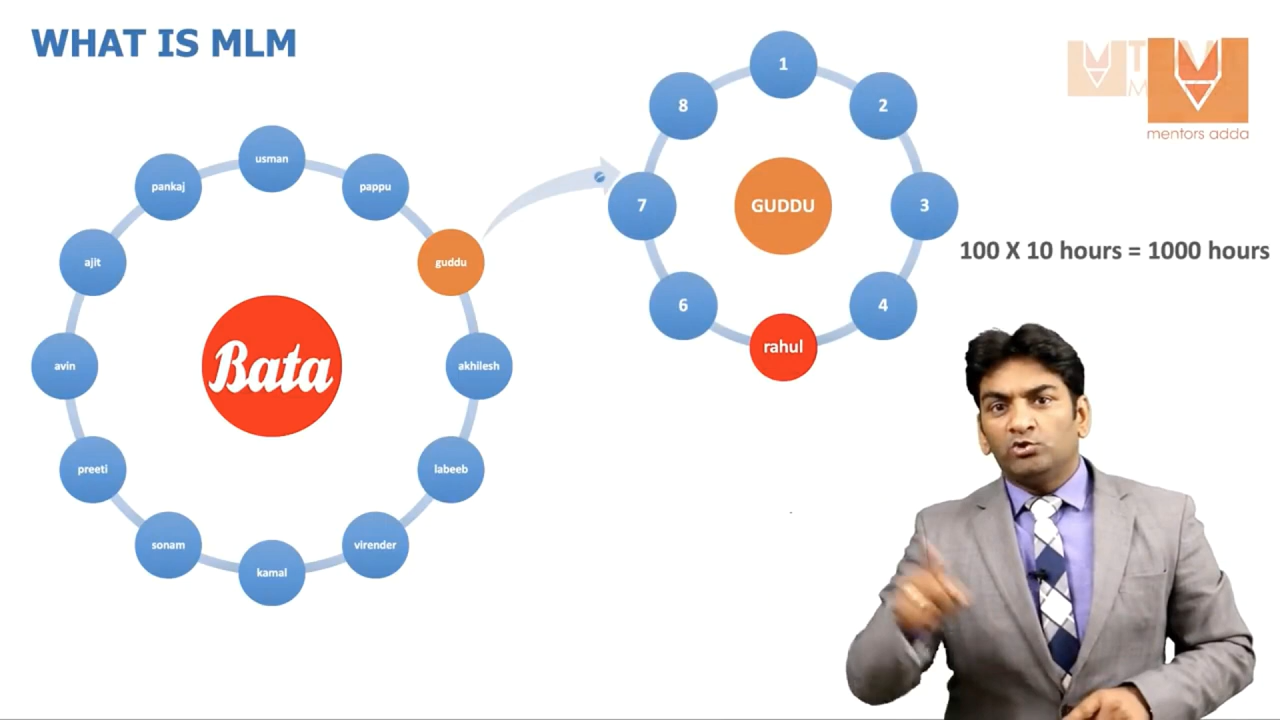 WHAT IS MLM
usman
pappu
guddu
akhilesh
labeeb
virender
kamal
sonam
preeti
avin
ajit
pankaj
Bata
1
2
3
4
rahul
6
7
8
GUDDU
100 X 10 hours = 1000 hours
mentors adda